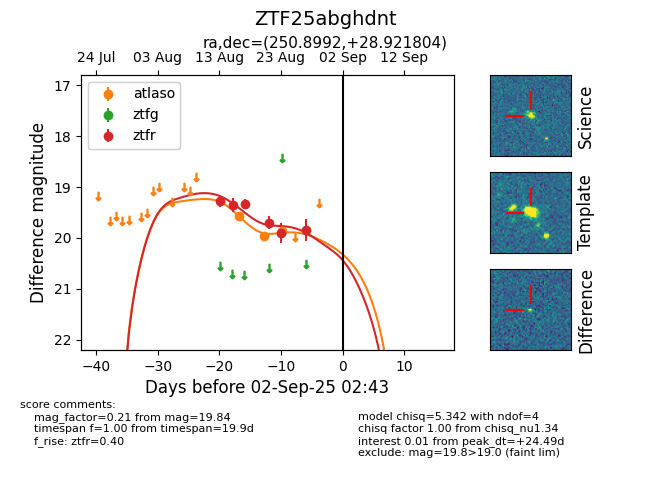 ZTF25abghdnt
ra,dec=(250.8992,+28.921804)
24 Jul 03 Aug 13 Aug 23 Aug 02 Sep 12 Sep
17
18
19
20
21
22
Difference magnitude
atlaso
ztfg
ztfr
−40 −30 −20 −10 0 10
Days before 02-Sep-25 02:43
Science
Template
Difference
score comments:
mag_factor=0.21 from mag=19.84
timespan f=1.00 from timespan=19.9d
f_rise: ztfr=0.40
model chisq=5.342 with ndof=4
chisq factor 1.00 from chisq_nu1.34
interest 0.01 from peak_dt=+24.49d
exclude: mag=19.8>19.0 (faint lim)